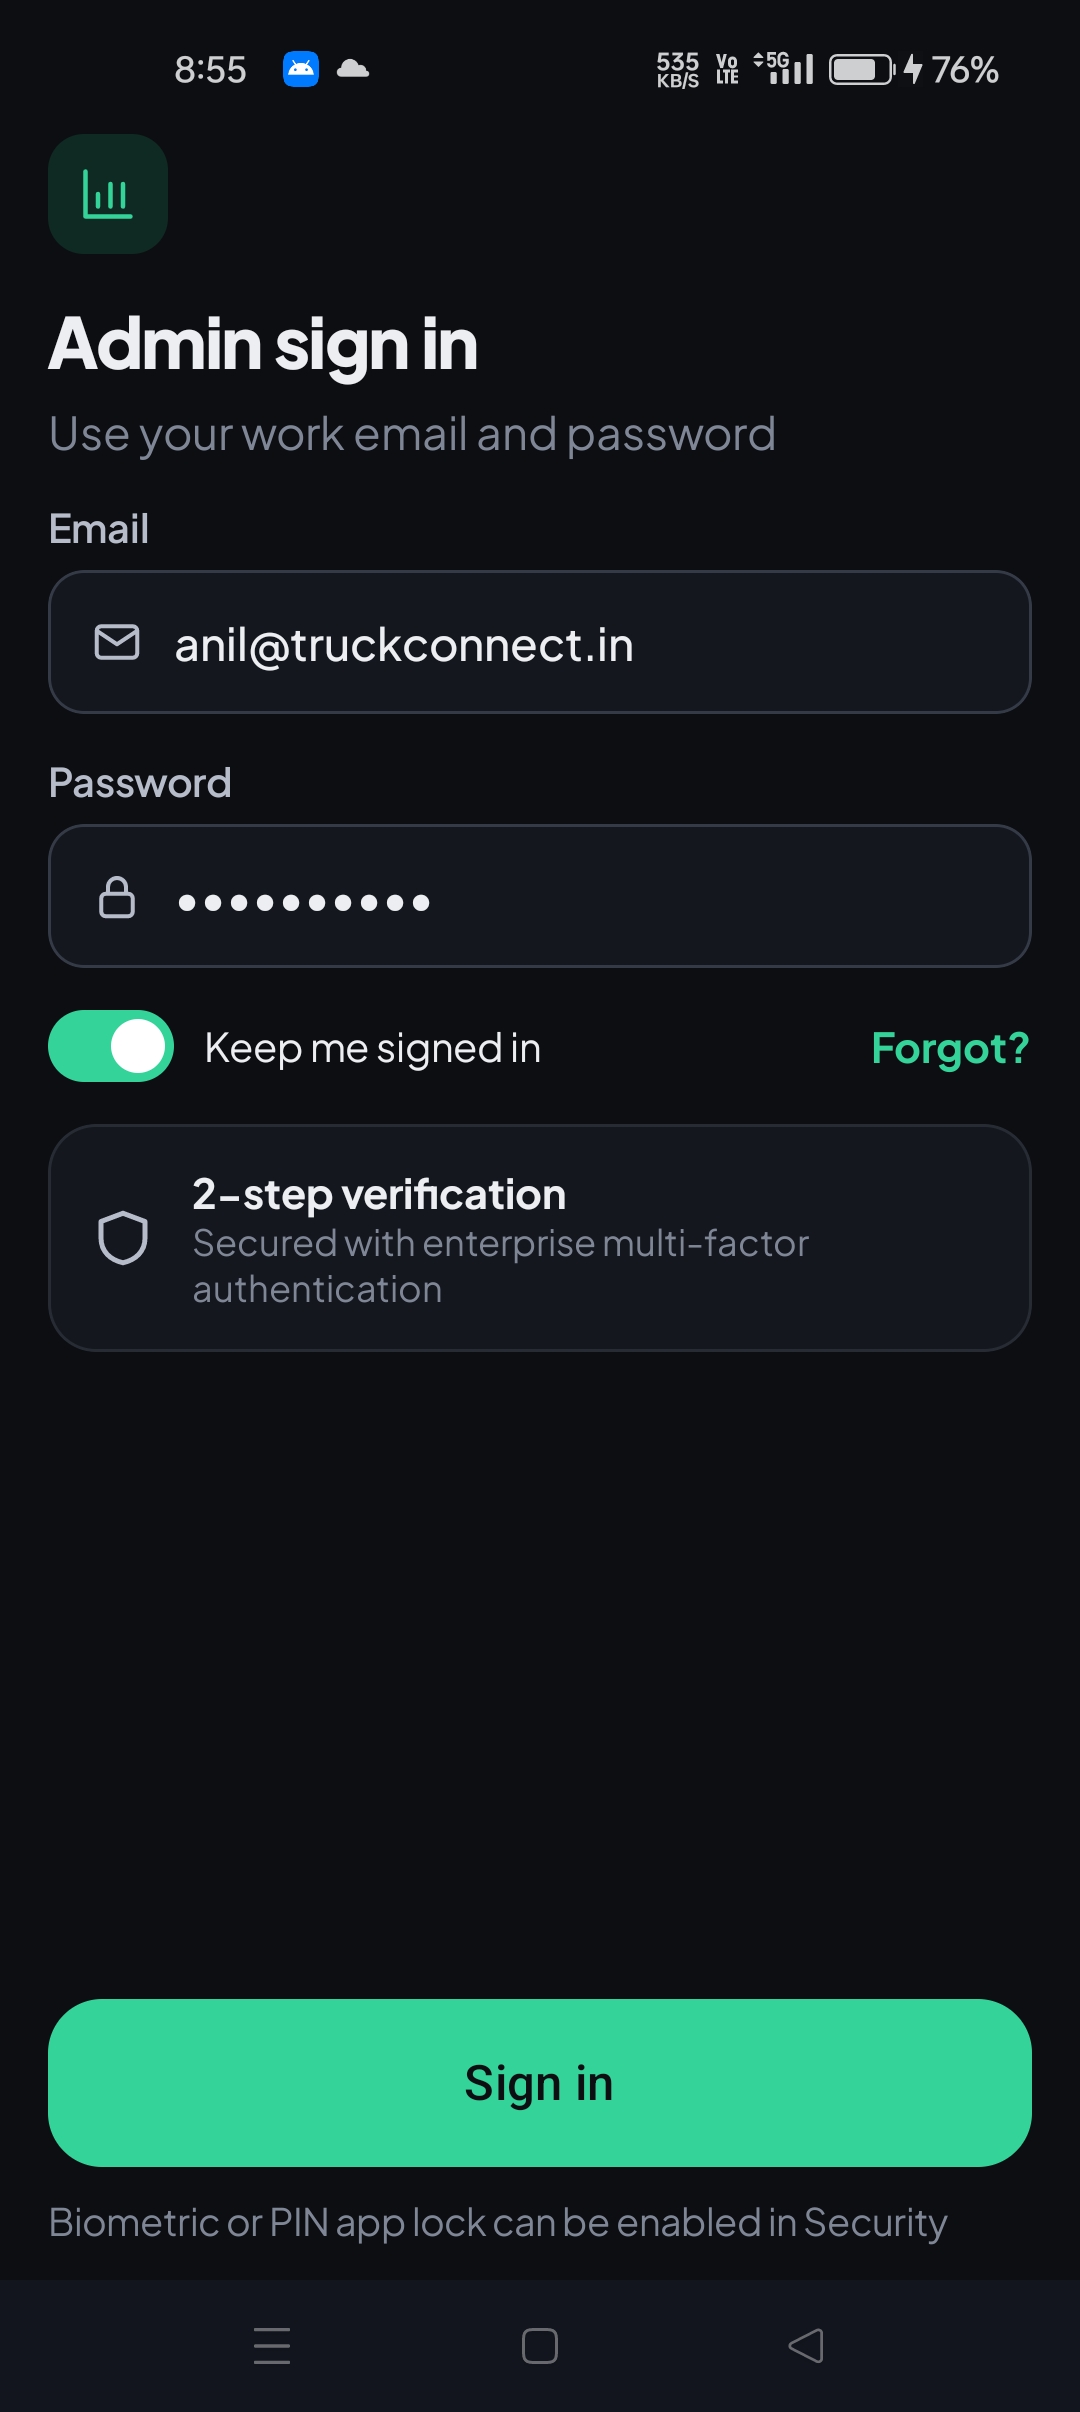 8:55
535 KB/S Vo LTE 5G 76%
Admin sign in
Use your work email and password
Email
anil@truckconnect.in
Password
Keep me signed in
Forgot?
2-step verification
Secured with enterprise multi-factor
authentication
Sign in
Biometric or PIN app lock can be enabled in Security